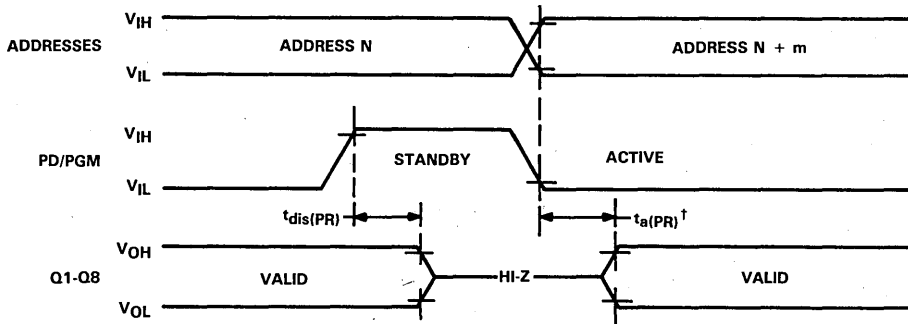 VIH
ADDRESSES ADDRESS N ADDRESS N + m
VIL
VIH
PD/PGM STANDBY ACTIVE
VIL
tdis(PR) ta(PR)†
VOH
Q1-Q8 VALID HI-Z VALID
VOL